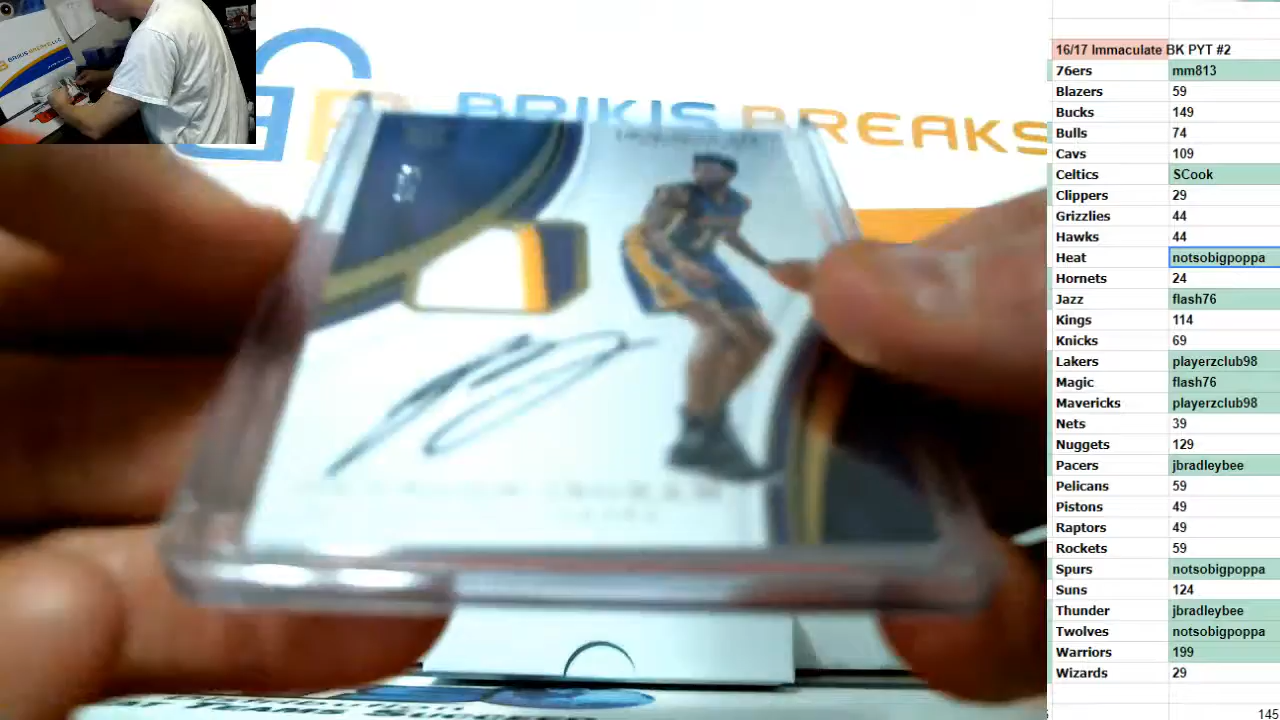 BRIKIS BREAKS
16/17 Immaculate BK PYT #2
76ers mm813
Blazers 59
Bucks 149
Bulls 74
Cavs 109
Celtics SCook
Clippers 29
Grizzlies 44
Hawks 44
Heat notsobigpoppa
Hornets 24
Jazz flash76
Kings 114
Knicks 69
Lakers playerzclub98
Magic flash76
Mavericks playerzclub98
Nets 39
Nuggets 129
Pacers jbradleybee
Pelicans 59
Pistons 49
Raptors 49
Rockets 59
Spurs notsobigpoppa
Suns 124
Thunder jbradleybee
Twolves notsobigpoppa
Warriors 199
Wizards 29
145